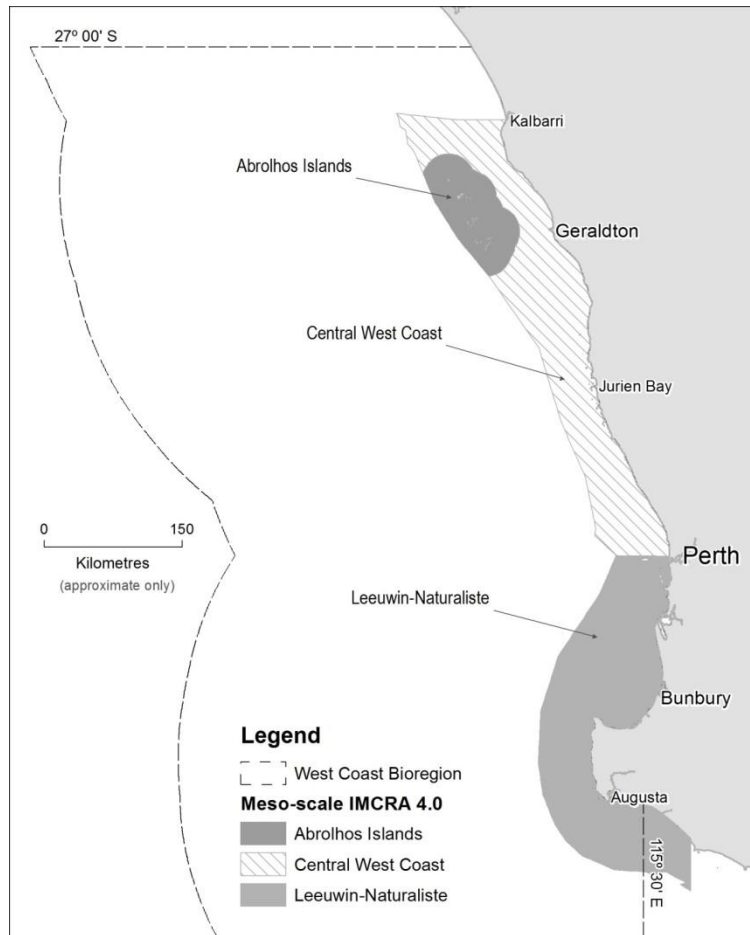 27º 00' S
Kalbarri
Abrolhos Islands
Geraldton
Central West Coast
Jurien Bay
0 150
Kilometres
(approximate only)
Perth
Leeuwin-Naturaliste
Bunbury
Legend
West Coast Bioregion
Meso-scale IMCRA 4.0
Abrolhos Islands
Central West Coast
Leeuwin-Naturaliste
Augusta
115º 30' E